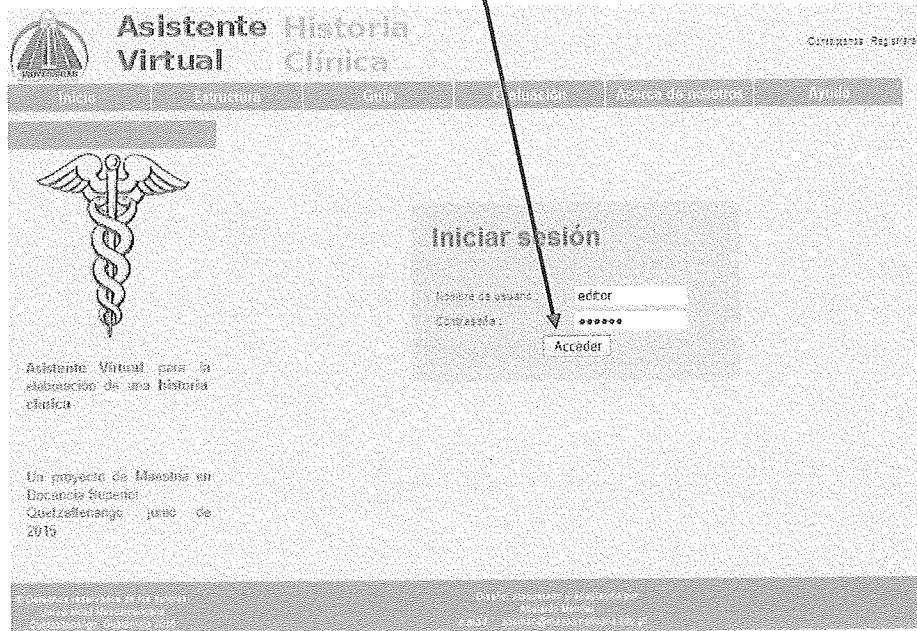 Asistente Historia
Virtual Clínica
Inicio Estructura Guía Evaluación Acerca de nosotros Ayuda
Iniciar sesión
Nombre de usuario : editor
Contraseña :
Acceder
Asistente Virtual para la
elaboración de una historia
clínica
Un proyecto de Maestría en
Docencia Superior
Quetzaltenango junio de
2015